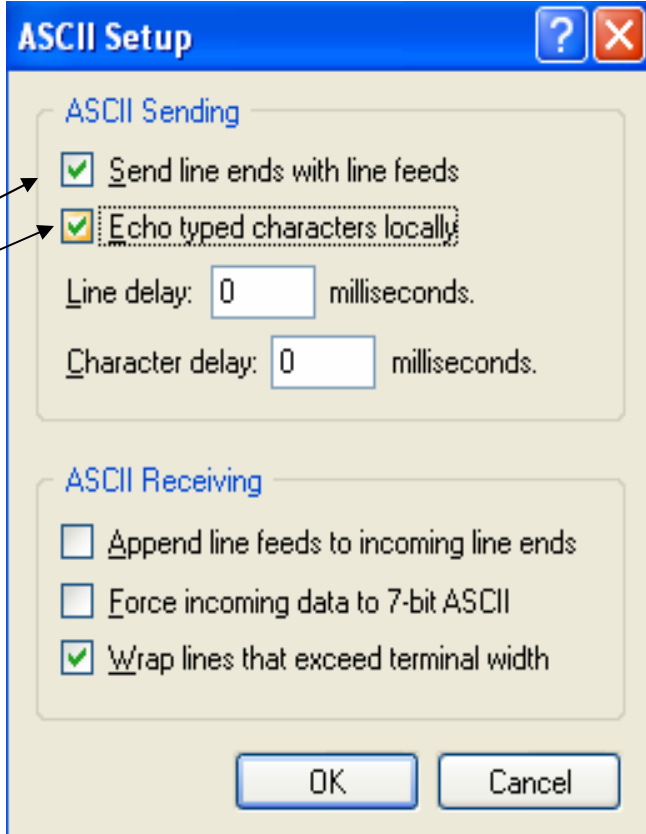 ASCII Setup
ASCII Sending
Send line ends with line feeds
Echo typed characters locally
Line delay: 0 milliseconds.
Character delay: 0 milliseconds.
ASCII Receiving
Append line feeds to incoming line ends
Force incoming data to 7-bit ASCII
Wrap lines that exceed terminal width
OK Cancel